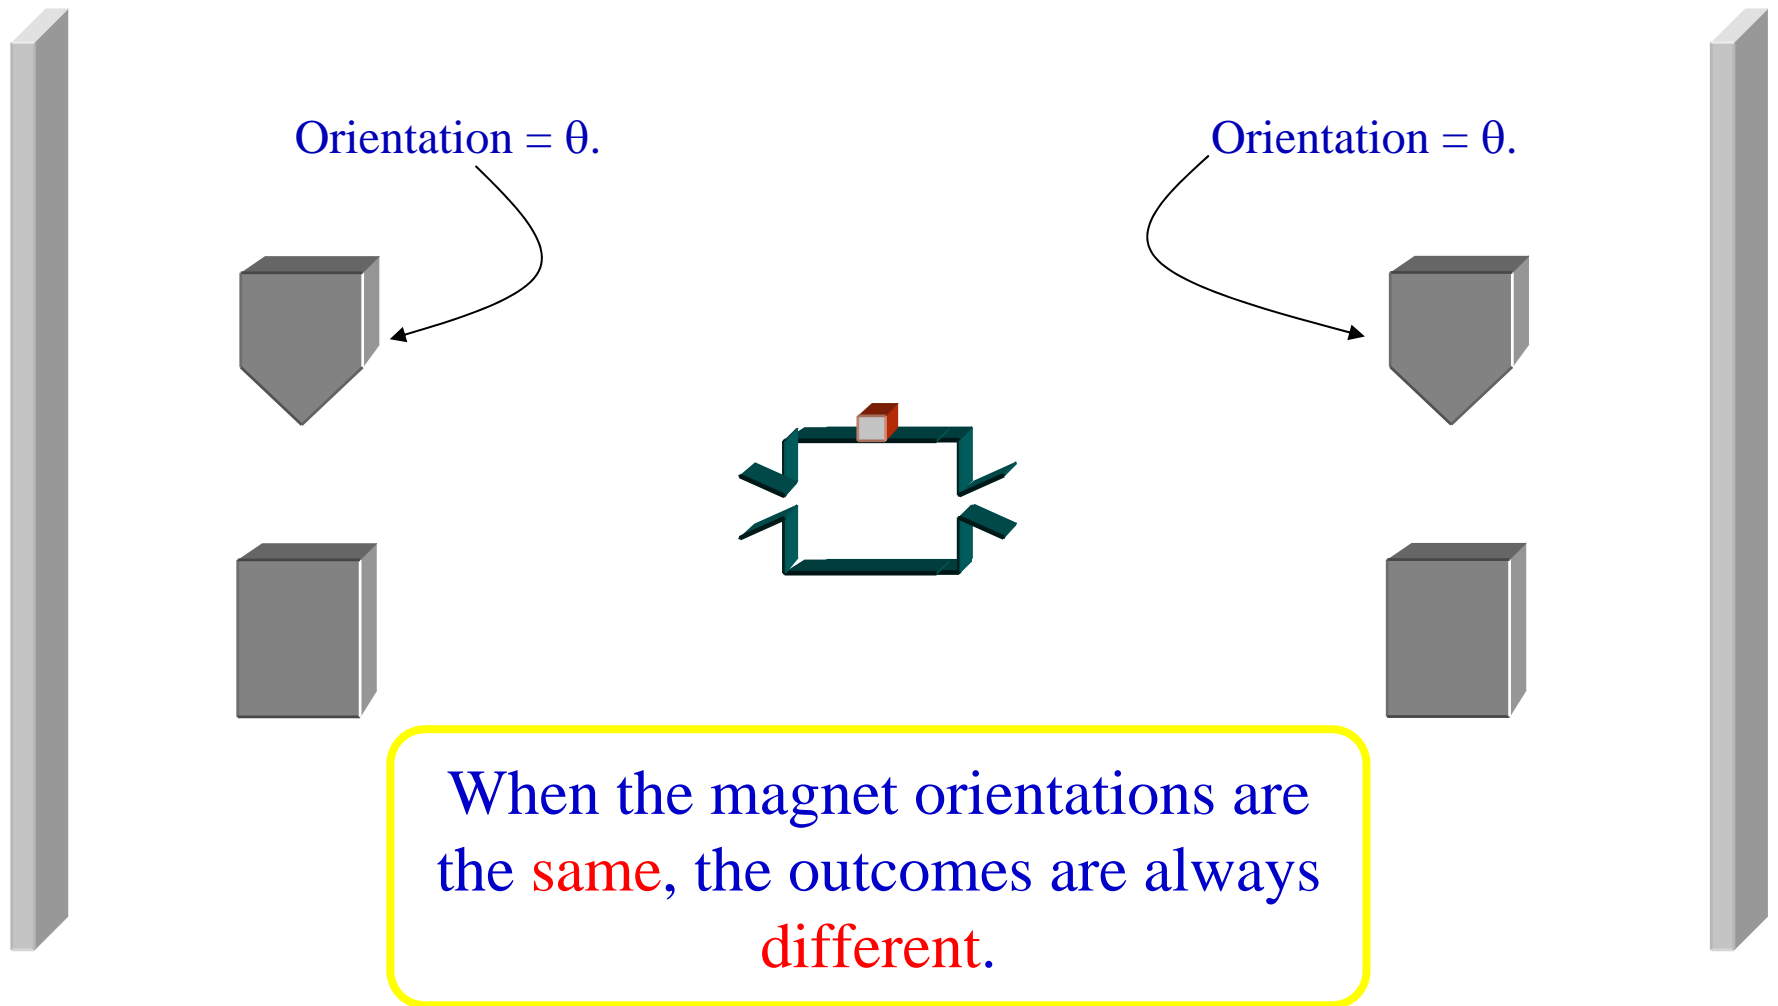 Orientation = θ.
Orientation = θ.
When the magnet orientations are
the same, the outcomes are always
different.